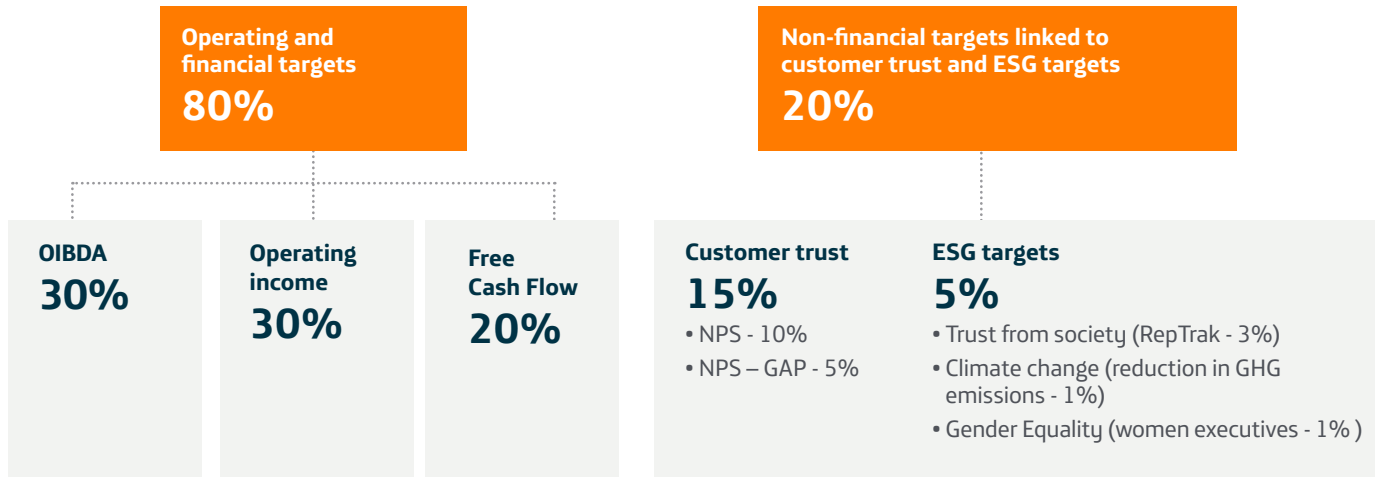 Operating and
financial targets
80%
Non-financial targets linked to
customer trust and ESG targets
20%
OIBDA
30%
Operating
income
30%
Free
Cash Flow
20%
Customer trust
15%
• NPS - 10%
• NPS – GAP - 5%
ESG targets
5%
• Trust from society (RepTrak - 3%)
• Climate change (reduction in GHG
emissions - 1%)
• Gender Equality (women executives - 1% )